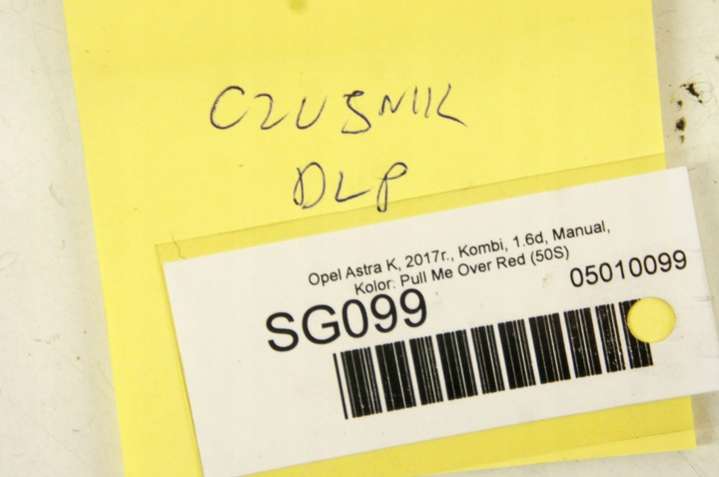 CZUJNIK
DLP
Opel Astra K, 2017r., Kombi, 1.6d, Manual,
Kolor: Pull Me Over Red (50S)
SG099
05010099